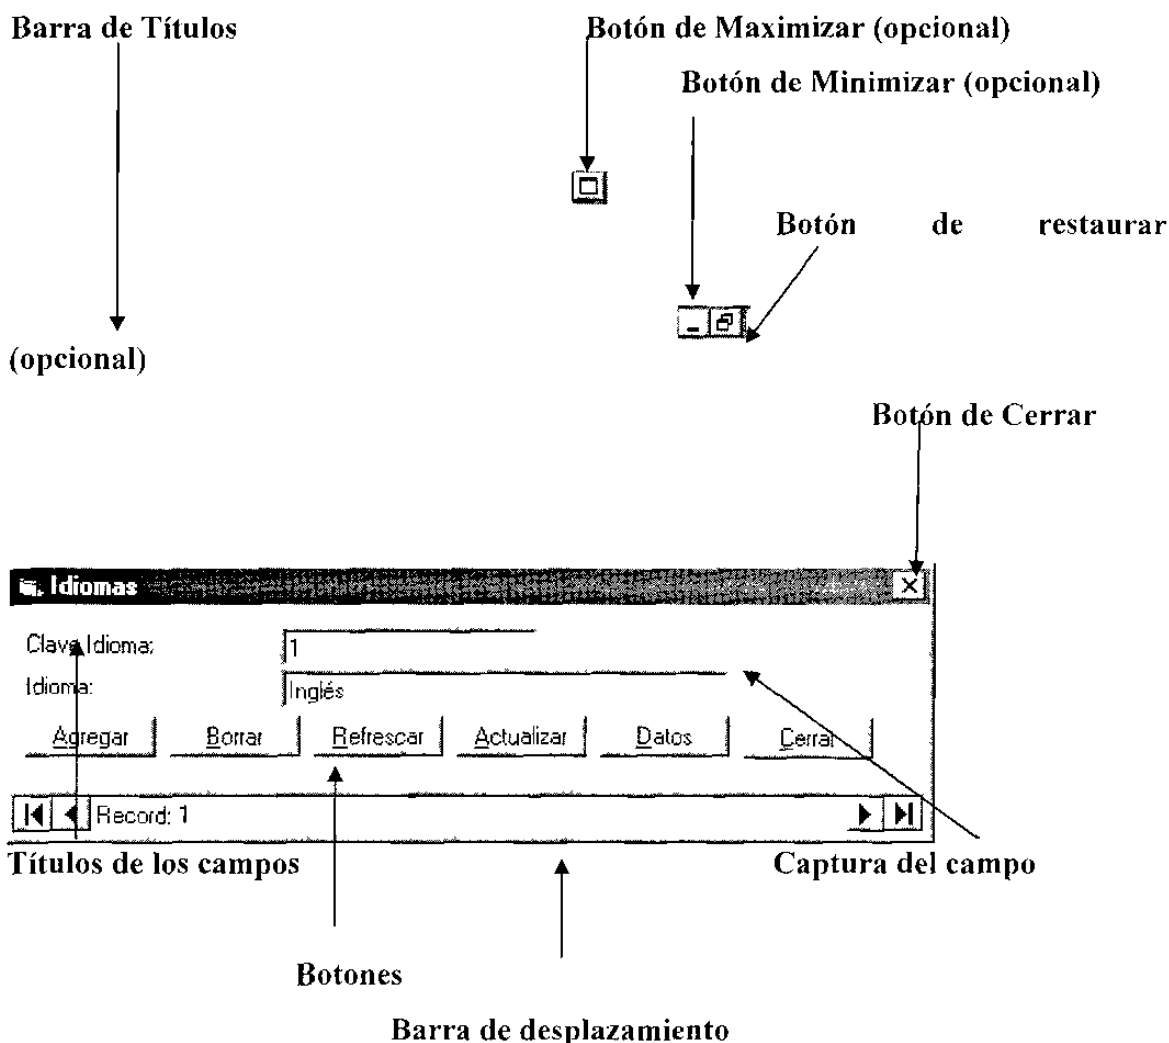 Barra de Títulos
Botón de Maximizar (opcional)
Botón de Minimizar (opcional)
Botón de restaurar
(opcional)
Botón de Cerrar
Idiomas
Clave Idioma:
1
Idioma:
Inglés
Agregar Borrar Refrescar Actualizar Datos Cerrar
Record: 1
Títulos de los campos
Captura del campo
Botones
Barra de desplazamiento